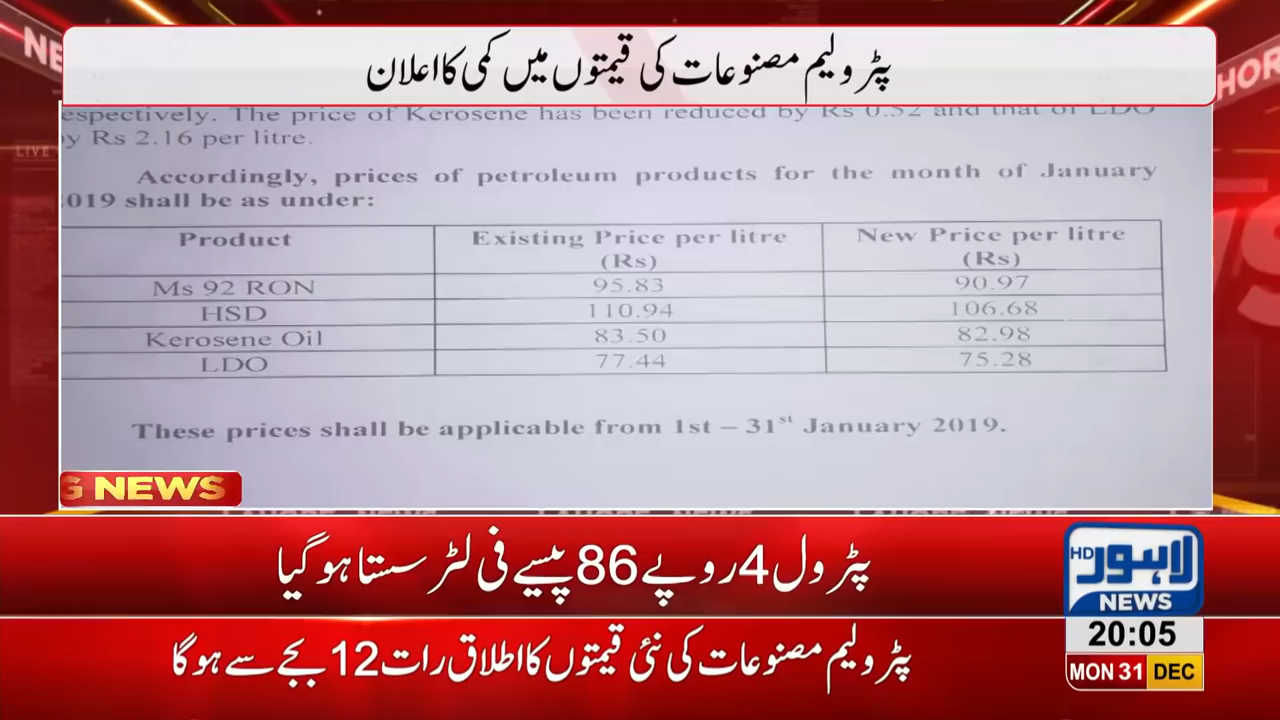 پٹرولیم مصنوعات کی قیمتوں میں کمی کا اعلان
espectively. The price of Kerosene has been reduced by Rs 0.52 and that of LDO
y Rs 2.16 per litre.
Accordingly, prices of petroleum products for the month of January
019 shall be as under:
Product Existing Price per litre (Rs) New Price per litre (Rs)
Ms 92 RON 95.83 90.97
HSD 110.94 106.68
Kerosene Oil 83.50 82.98
LDO 77.44 75.28
These prices shall be applicable from 1st – 31st January 2019.
G NEWS
پٹرول 4 روپے 86 پیسے فی لٹر سستا ہو گیا
پٹرولیم مصنوعات کی نئی قیمتوں کا اطلاق رات 12 بجے سے ہوگا
HD لاہور
NEWS
20:05
MON 31 DEC